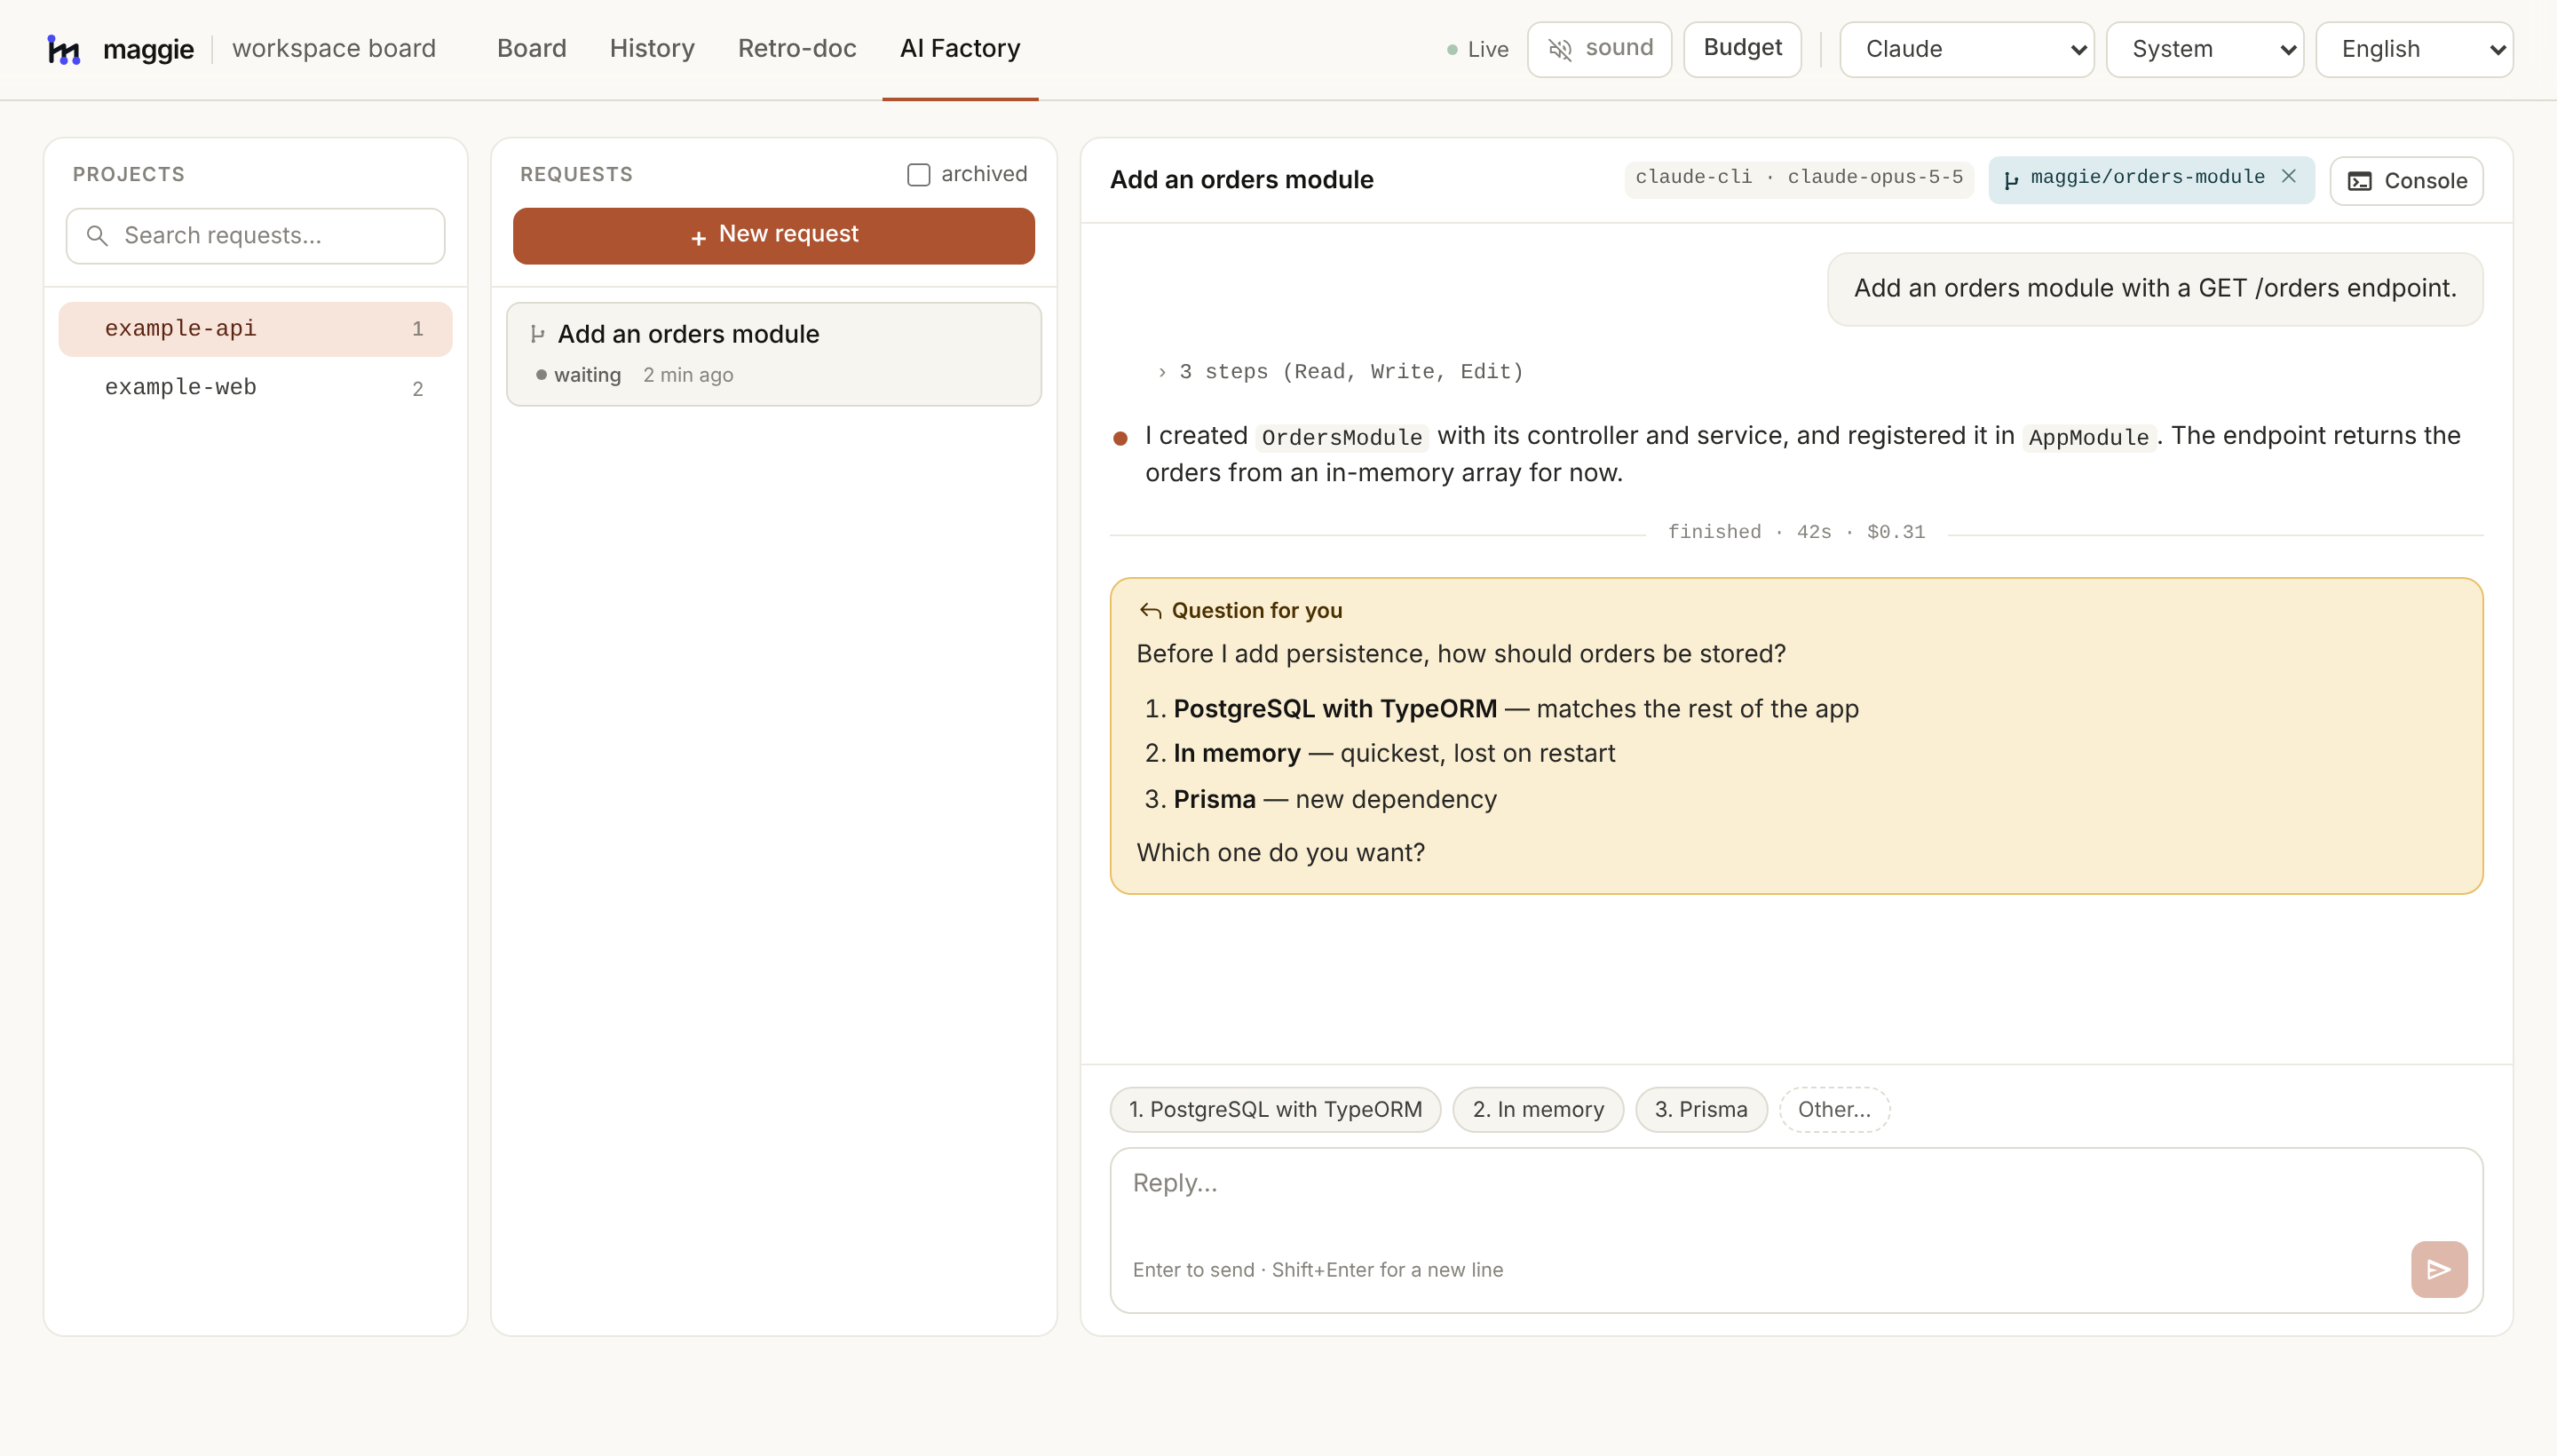 maggie workspace board Board History Retro-doc AI Factory Live sound Budget Claude System English
PROJECTS
Search requests...
example-api 1
example-web 2
REQUESTS archived
+ New request
Add an orders module
waiting 2 min ago
Add an orders module claude-cli · claude-opus-5-5 maggie/orders-module × Console
Add an orders module with a GET /orders endpoint.
› 3 steps (Read, Write, Edit)
I created OrdersModule with its controller and service, and registered it in AppModule. The endpoint returns the
orders from an in-memory array for now.
finished · 42s · $0.31
Question for you
Before I add persistence, how should orders be stored?
1. PostgreSQL with TypeORM — matches the rest of the app
2. In memory — quickest, lost on restart
3. Prisma — new dependency
Which one do you want?
1. PostgreSQL with TypeORM 2. In memory 3. Prisma Other...
Reply...
Enter to send · Shift+Enter for a new line